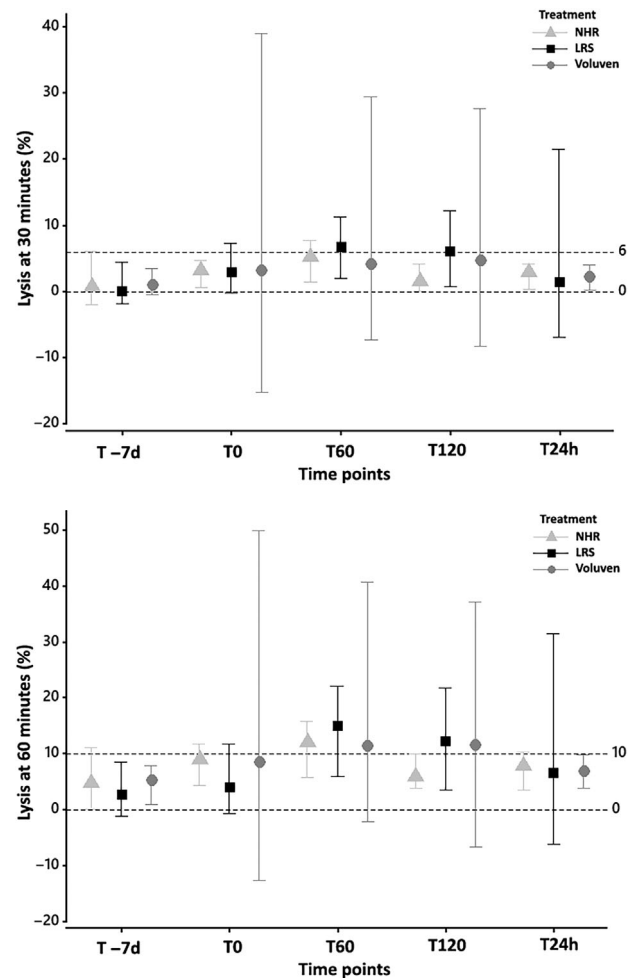 Treatment
NHR
LRS
Voluven
Lysis at 30 minutes (%)
40
30
20
10
0
−10
−20
6
0
T −7d T0 T60 T120 T24h
Time points
Treatment
NHR
LRS
Voluven
Lysis at 60 minutes (%)
50
40
30
20
10
0
−10
−20
10
0
T −7d T0 T60 T120 T24h
Time points